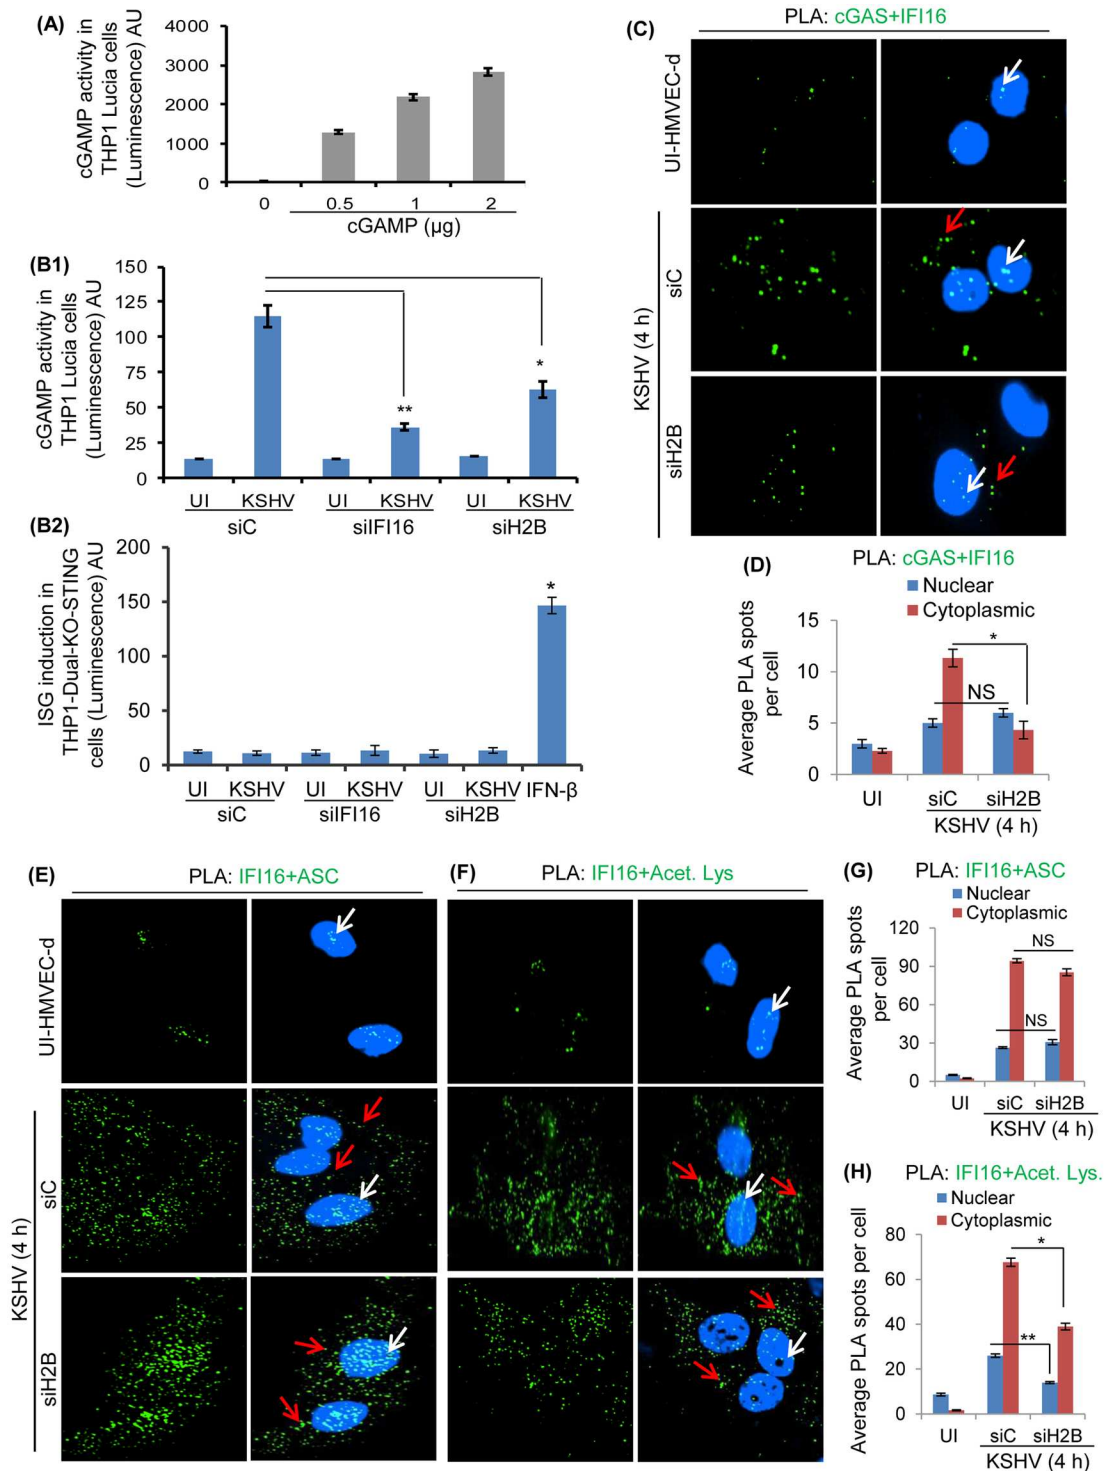 (A)
cGAMP activity in
THP1 Lucia cells
(Luminescence) AU
4000
3000
2000
1000
0
0 0.5 1 2
cGAMP (µg)
(B1)
cGAMP activity in
THP1 Lucia cells
(Luminescence) AU
150
125
100
75
50
25
0
**
*
UI KSHV UI KSHV UI KSHV
siC siIFI16 siH2B
(B2)
ISG induction in
THP1-Dual-KO-STING
cells (Luminescence) AU
200
150
100
50
0
*
UI KSHV UI KSHV UI KSHV IFN-β
siC siIFI16 siH2B
(C)
PLA: cGAS+IFI16
UI-HMVEC-d
KSHV (4 h)
siC
siH2B
(D)
PLA: cGAS+IFI16
Nuclear
Cytoplasmic
Average PLA spots
per cell
15
10
5
0
*
NS
UI siC siH2B
KSHV (4 h)
(E)
PLA: IFI16+ASC
UI-HMVEC-d
KSHV (4 h)
siC
siH2B
(F)
PLA: IFI16+Acet. Lys
(G)
PLA: IFI16+ASC
Nuclear
Cytoplasmic
Average PLA spots
per cell
120
90
60
30
0
NS
NS
UI siC siH2B
KSHV (4 h)
(H)
PLA: IFI16+Acet. Lys.
Nuclear
Cytoplasmic
Average PLA spots per cell
80
60
40
20
0
*
**
UI siC siH2B
KSHV (4 h)